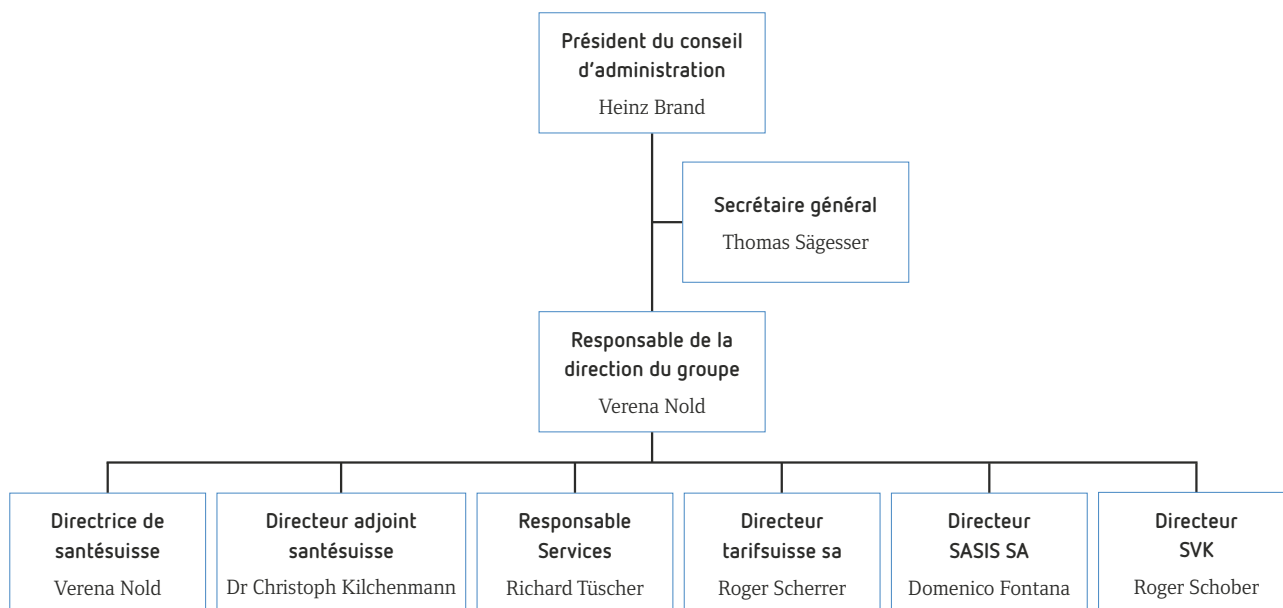 Président du conseil
d'administration
Heinz Brand
Secrétaire général
Thomas Sägesser
Responsable de la
direction du groupe
Verena Nold
Directrice de
santésuisse
Verena Nold
Directeur adjoint
santésuisse
Dr Christoph Kilchenmann
Responsable
Services
Richard Tüscher
Directeur
tarifsuisse sa
Roger Scherrer
Directeur
SASIS SA
Domenico Fontana
Directeur
SVK
Roger Schober